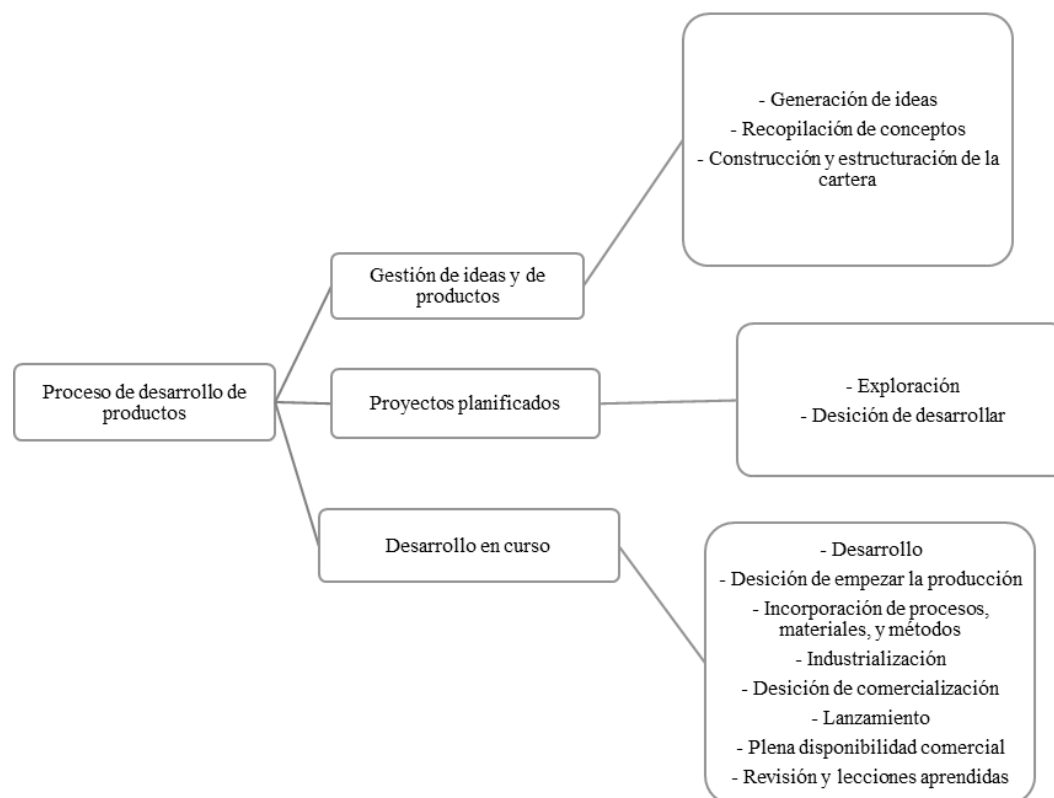 Proceso de desarrollo de
productos
Gestión de ideas y de
productos
- Generación de ideas
- Recopilación de conceptos
- Construcción y estructuración de la
cartera
Proyectos planificados
- Exploración
- Desición de desarrollar
Desarrollo en curso
- Desarrollo
- Desición de empezar la producción
- Incorporación de procesos,
materiales, y métodos
- Industrialización
- Desición de comercialización
- Lanzamiento
- Plena disponibilidad comercial
- Revisión y lecciones aprendidas